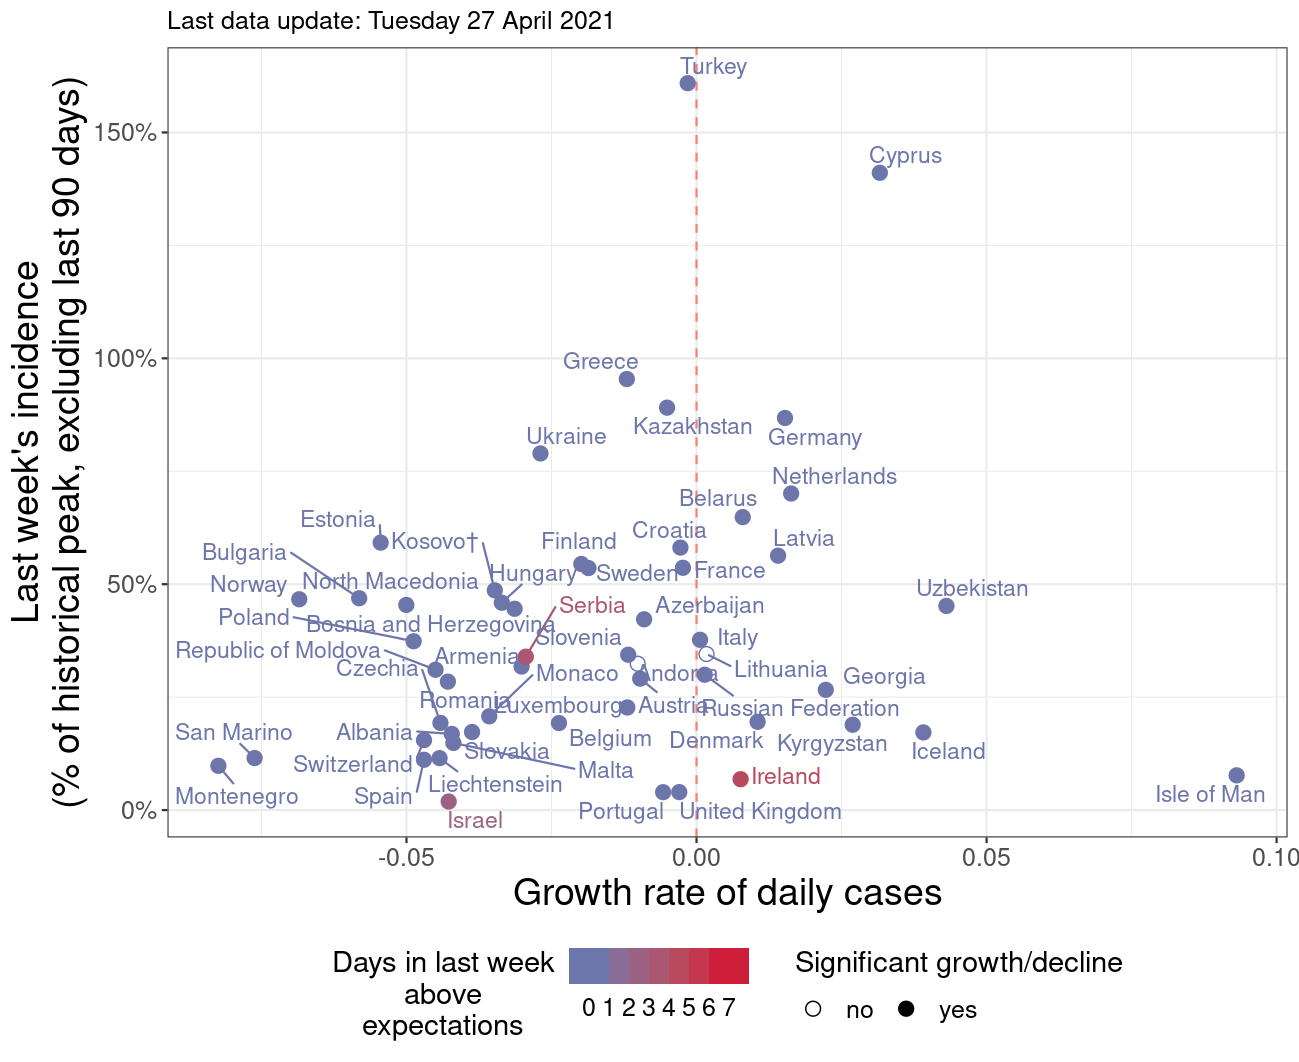 Last data update: Tuesday 27 April 2021
Last week's incidence
(% of historical peak, excluding last 90 days)
150%
100%
50%
0%
Turkey
Cyprus
Greece
Kazakhstan
Germany
Ukraine
Netherlands
Belarus
Estonia
Croatia
Kosovo†
Finland
Latvia
Bulgaria
Hungary
Sweden
France
Norway
North Macedonia
Uzbekistan
Serbia
Azerbaijan
Poland
Bosnia and Herzegovina
Slovenia
Italy
Republic of Moldova
Armenia
Czechia
Monaco
Andorra
Lithuania
Georgia
Romania
Luxembourg
Austria
Russian Federation
San Marino
Albania
Belgium
Denmark
Kyrgyzstan
Iceland
Slovakia
Switzerland
Malta
Ireland
Liechtenstein
Montenegro
Spain
Isle of Man
Israel
Portugal
United Kingdom
-0.05
0.00
0.05
0.10
Growth rate of daily cases
Days in last week
above
expectations
0 1 2 3 4 5 6 7
Significant growth/decline
no
yes